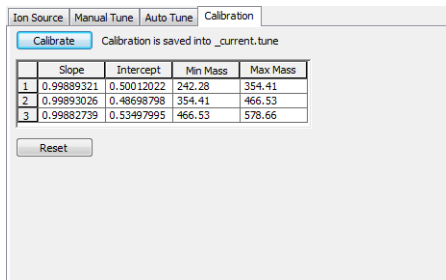 Ion Source Manual Tune Auto Tune Calibration
Calibrate Calibration is saved into _current.tune
Slope Intercept Min Mass Max Mass
1 0.99889321 0.50012022 242.28 354.41
2 0.99893026 0.48698798 354.41 466.53
3 0.99882739 0.53497995 466.53 578.66
Reset